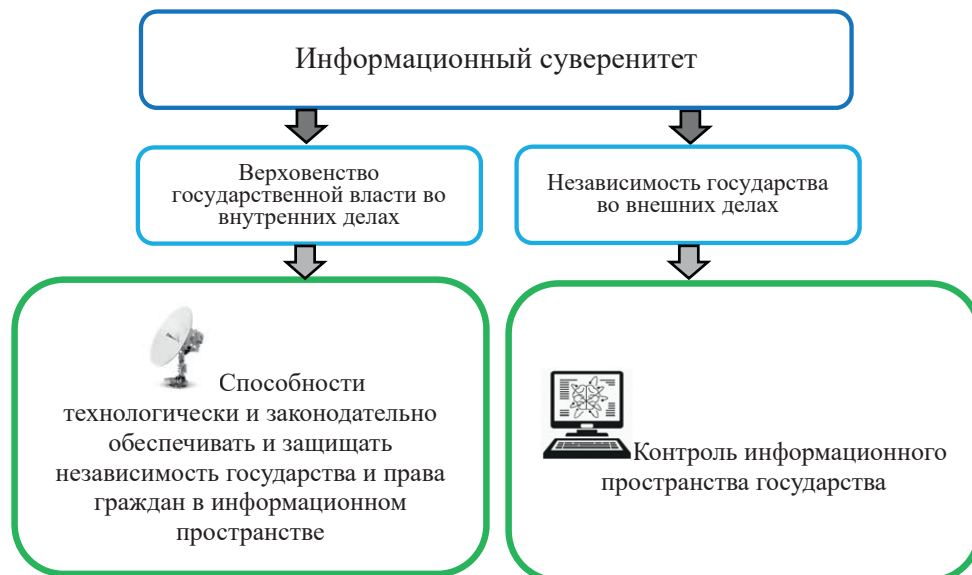 Информационный суверенитет
Верховенство
государственной власти во
внутренних делах
Независимость государства
во внешних делах
Способности
технологически и законодательно
обеспечивать и защищать
независимость государства и права
граждан в информационном
пространстве
Контроль информационного
пространства государства